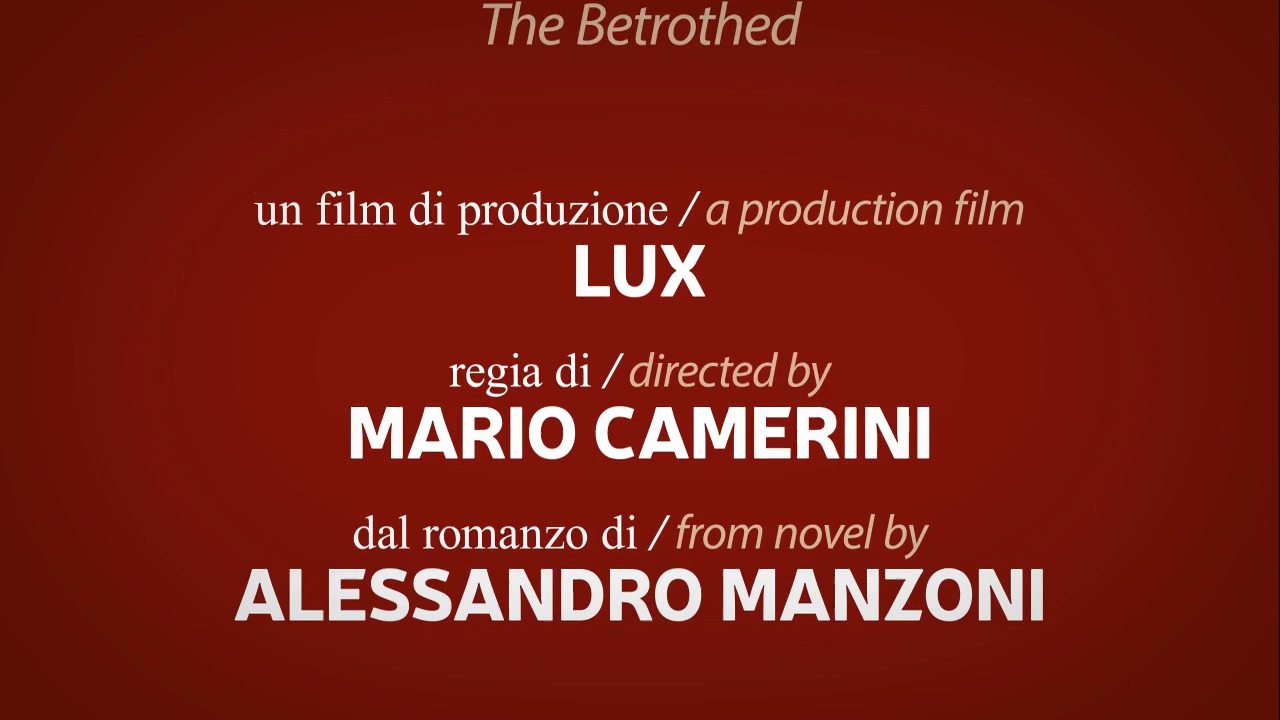 The Betrothed
un film di produzione / a production film
LUX
regia di / directed by
MARIO CAMERINI
dal romanzo di / from novel by
ALESSANDRO MANZONI